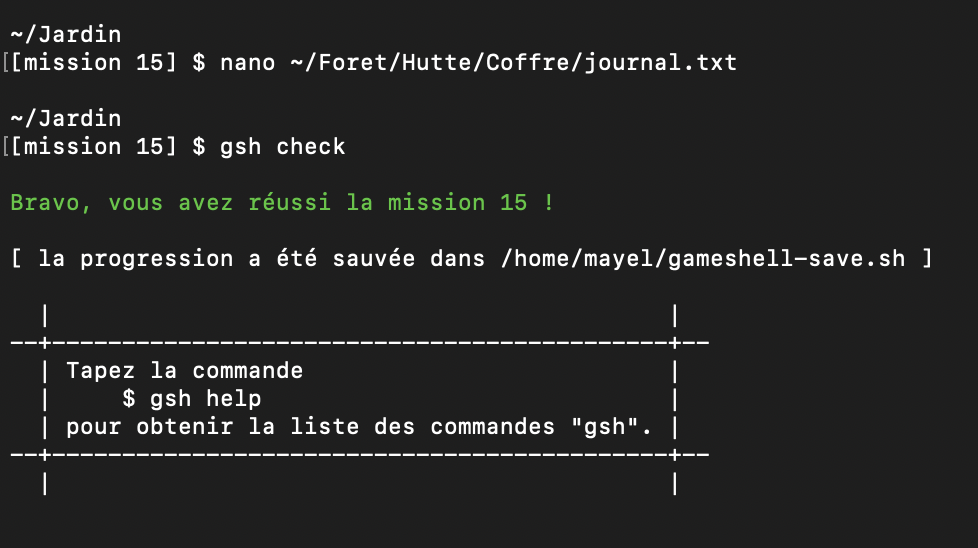 ~/Jardin
[[mission 15] $ nano ~/Foret/Hutte/Coffre/journal.txt
~/Jardin
[[mission 15] $ gsh check
Bravo, vous avez réussi la mission 15 !
[ la progression a été sauvée dans /home/mayel/gameshell-save.sh ]
| |
--+--------------------------------------------+--
| Tapez la commande |
| $ gsh help |
| pour obtenir la liste des commandes "gsh". |
--+--------------------------------------------+--
| |